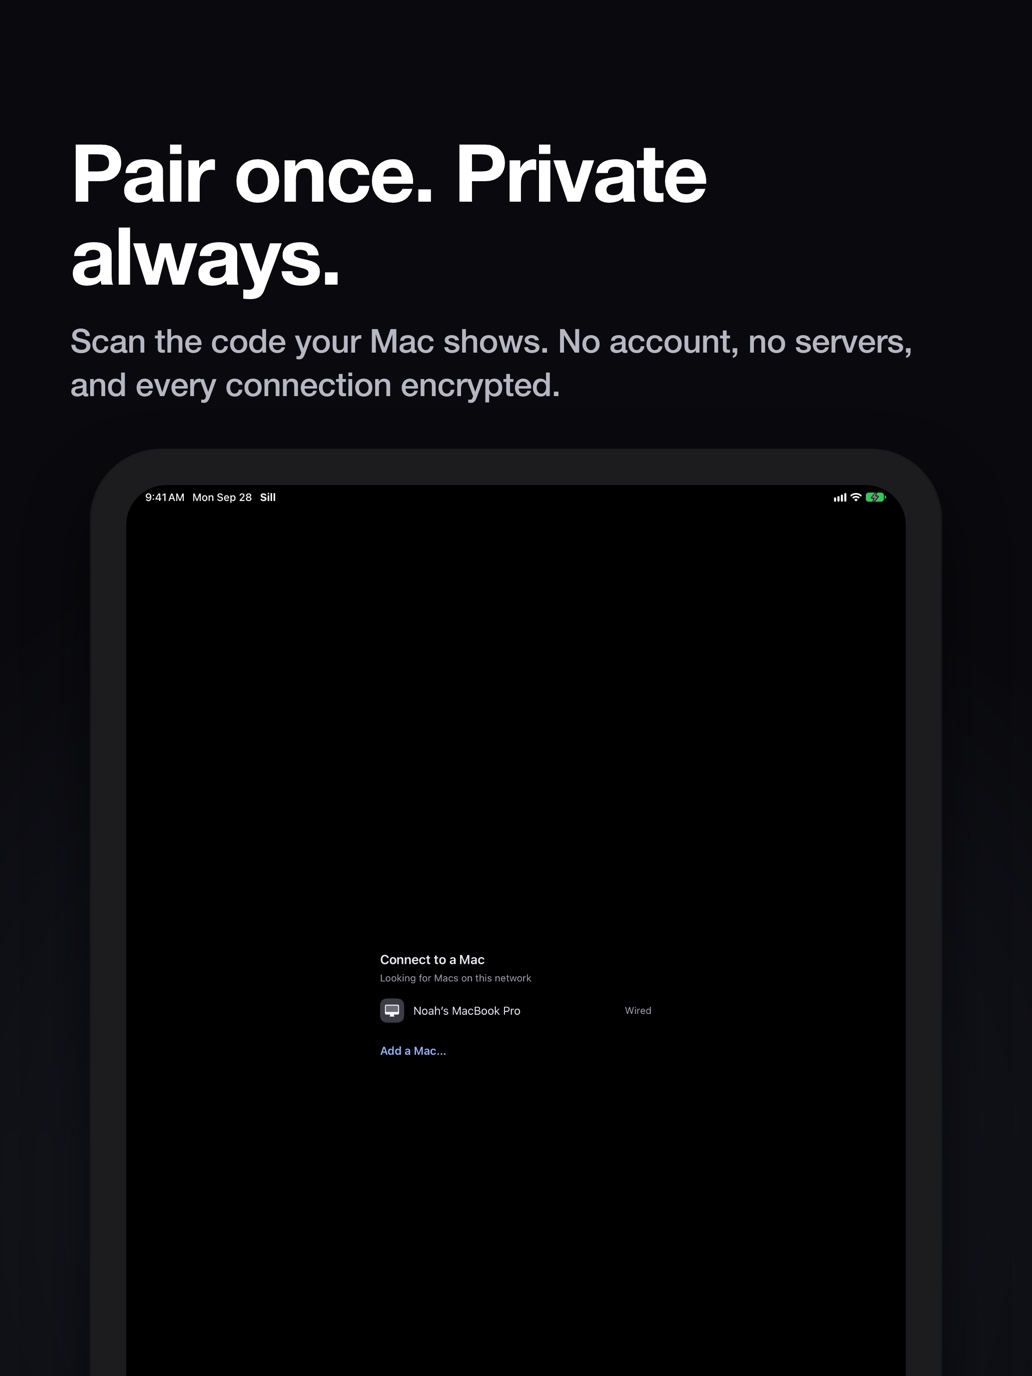 Pair once. Private
always.
Scan the code your Mac shows. No account, no servers,
and every connection encrypted.
9:41 AM Mon Sep 28 Sill
Connect to a Mac
Looking for Macs on this network
Noah’s MacBook Pro Wired
Add a Mac...